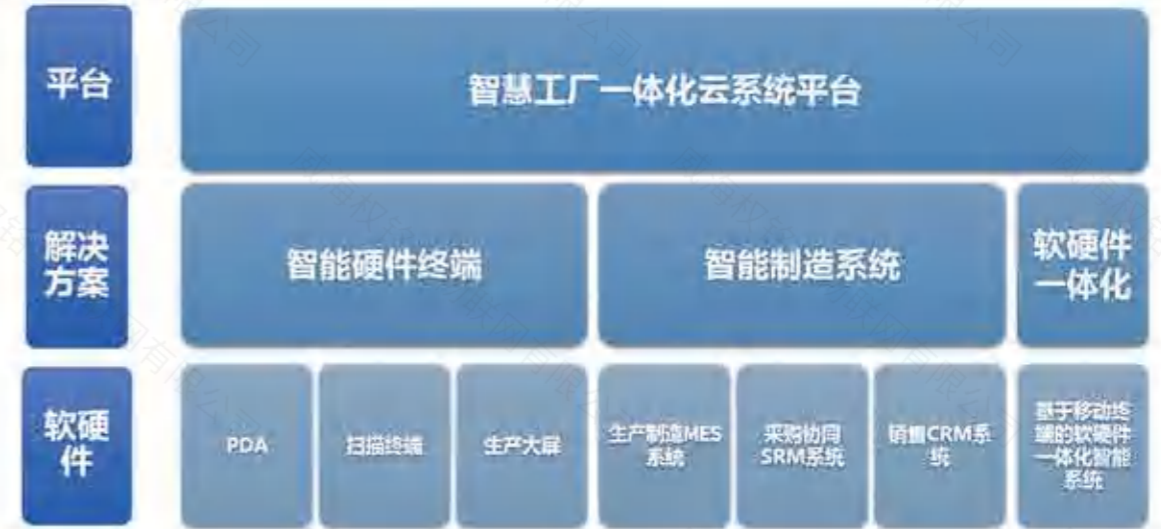 平台
智慧工厂一体化云系统平台
解决
方案
智能硬件终端
智能制造系统
软硬件
一体化
软硬
件
PDA
扫描终端
生产大屏
生产制造MES
系统
采购协同
SRM系统
销售CRM系
统
基于移动终
端的软硬件
一体化智能
系统